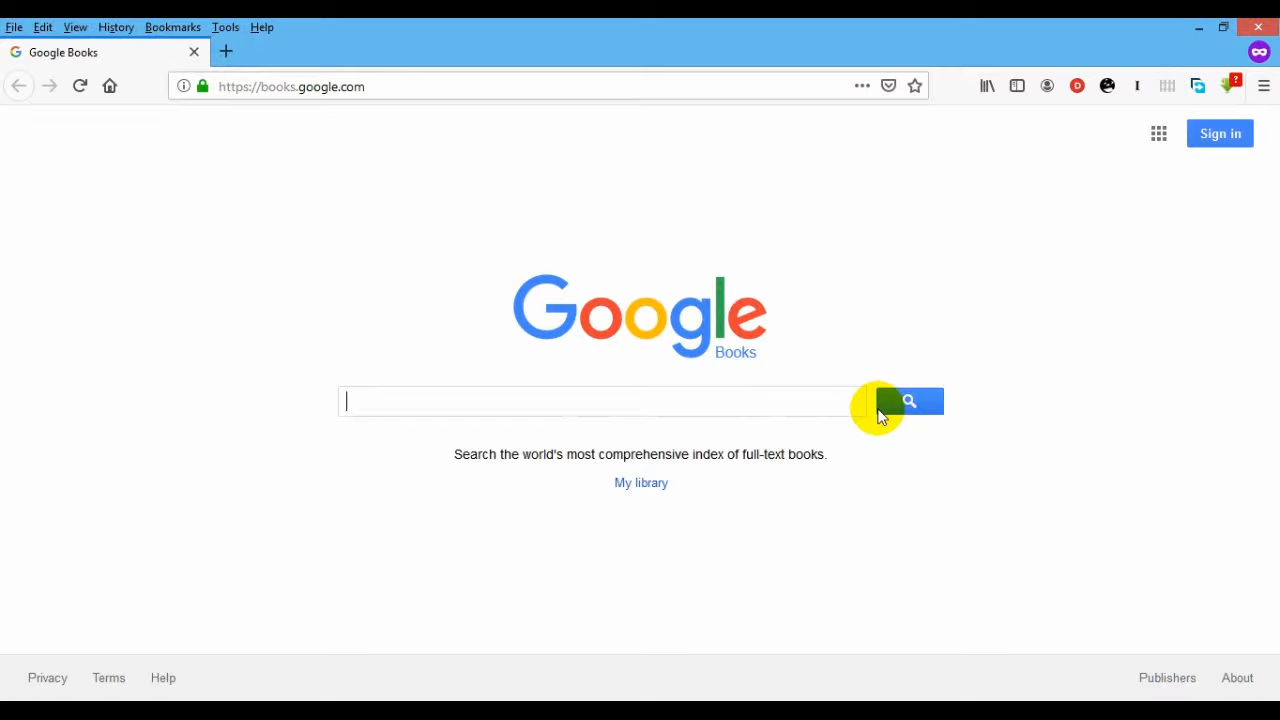 File Edit View History Bookmarks Tools Help
Google Books
https://books.google.com
D
I
?
Sign in
Google
Books
Search the world's most comprehensive index of full-text books.
My library
Privacy Terms Help Publishers About